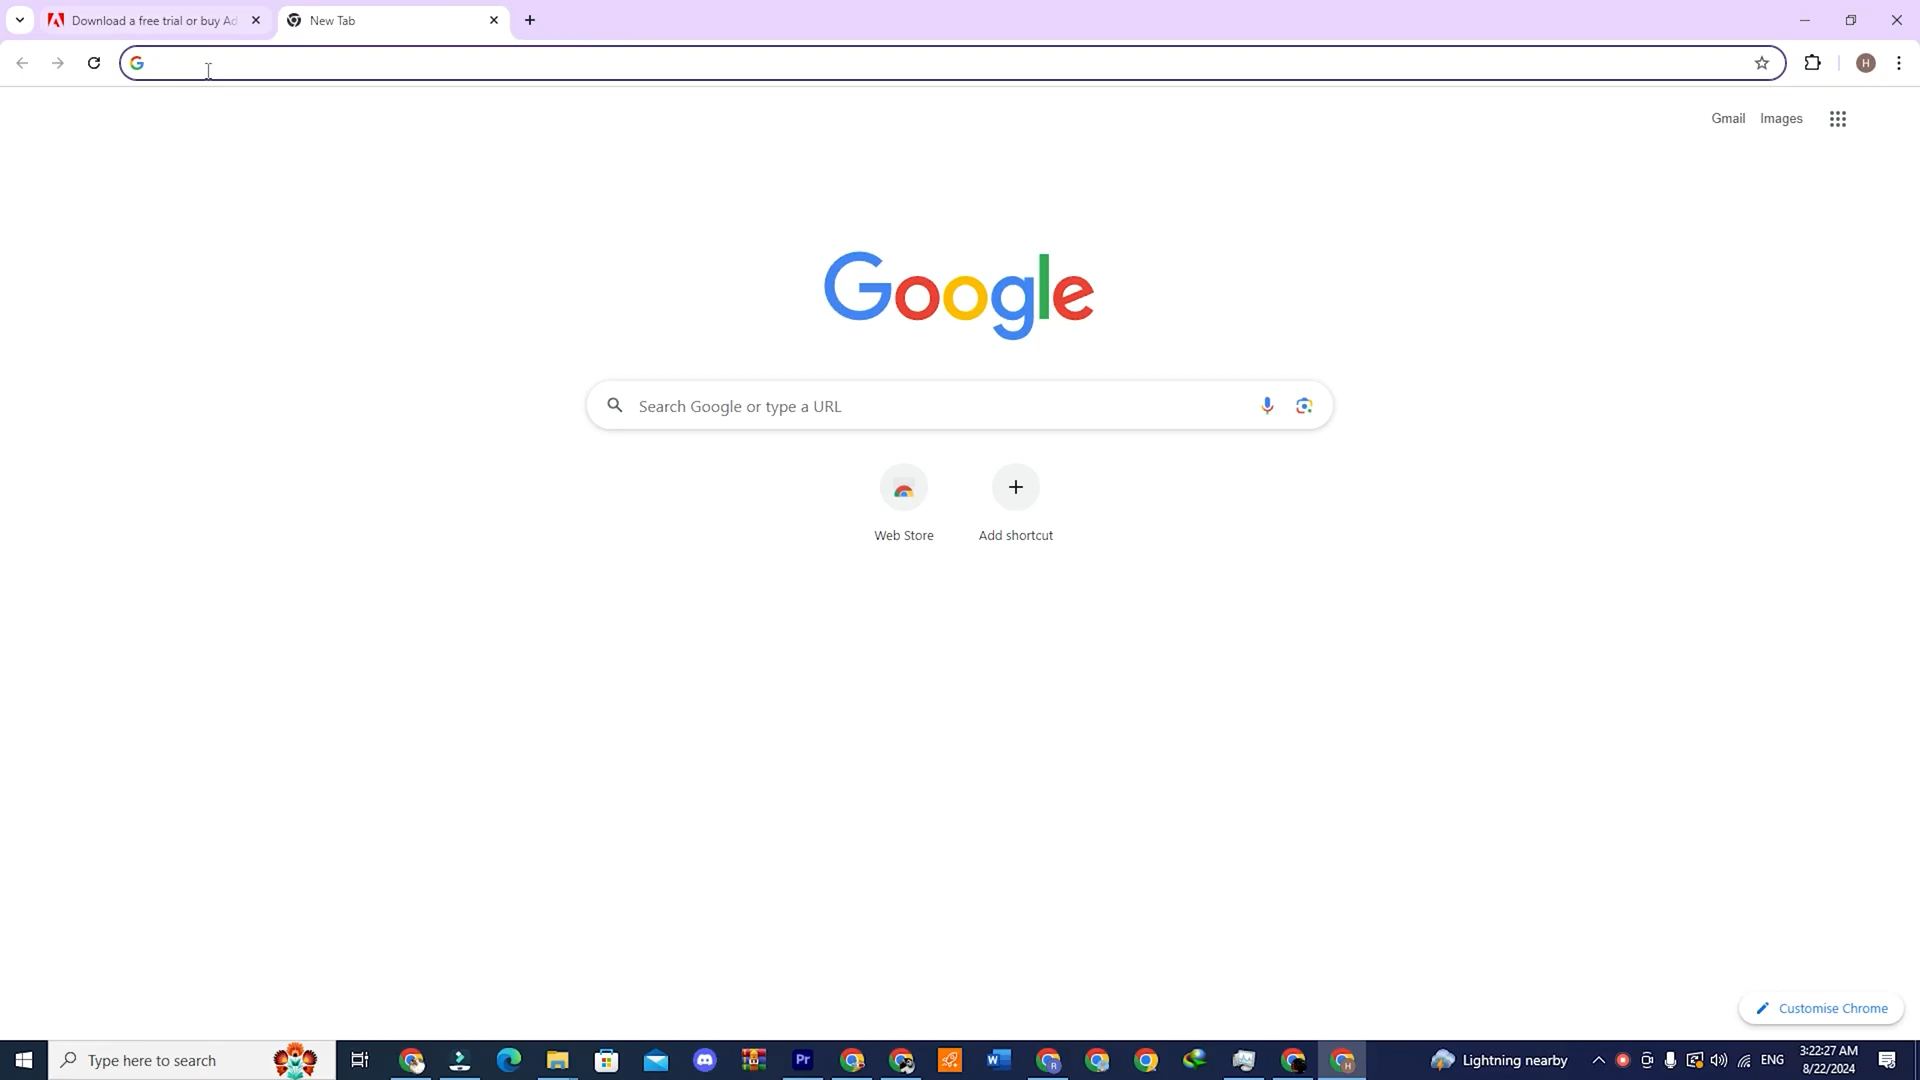 Download a free trial or buy Ad
New Tab
Gmail
Images
Google
Search Google or type a URL
Web Store
Add shortcut
Customise Chrome
Type here to search
Pr
R
H
Lightning nearby
ENG
3:22:27 AM
8/22/2024